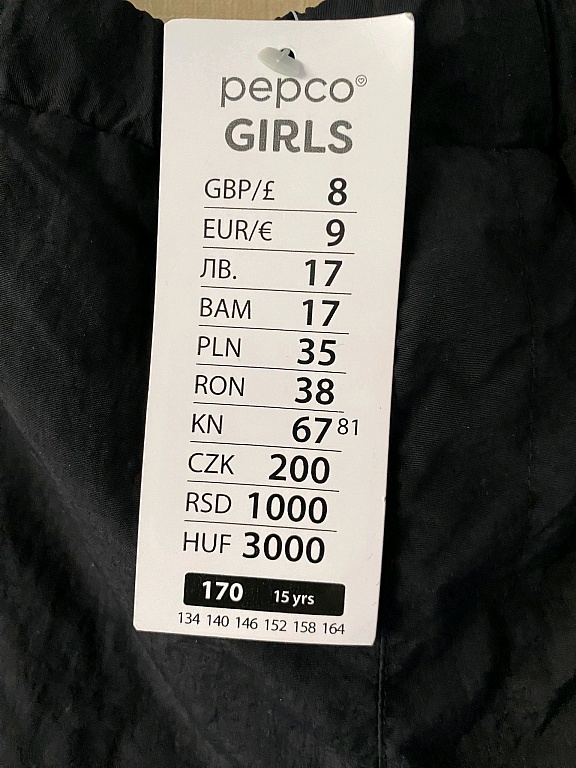 pepco
GIRLS
GBP/£ 8
EUR/€ 9
ЛВ. 17
BAM 17
PLN 35
RON 38
KN 67 81
CZK 200
RSD 1000
HUF 3000
170 15 yrs
134 140 146 152 158 164